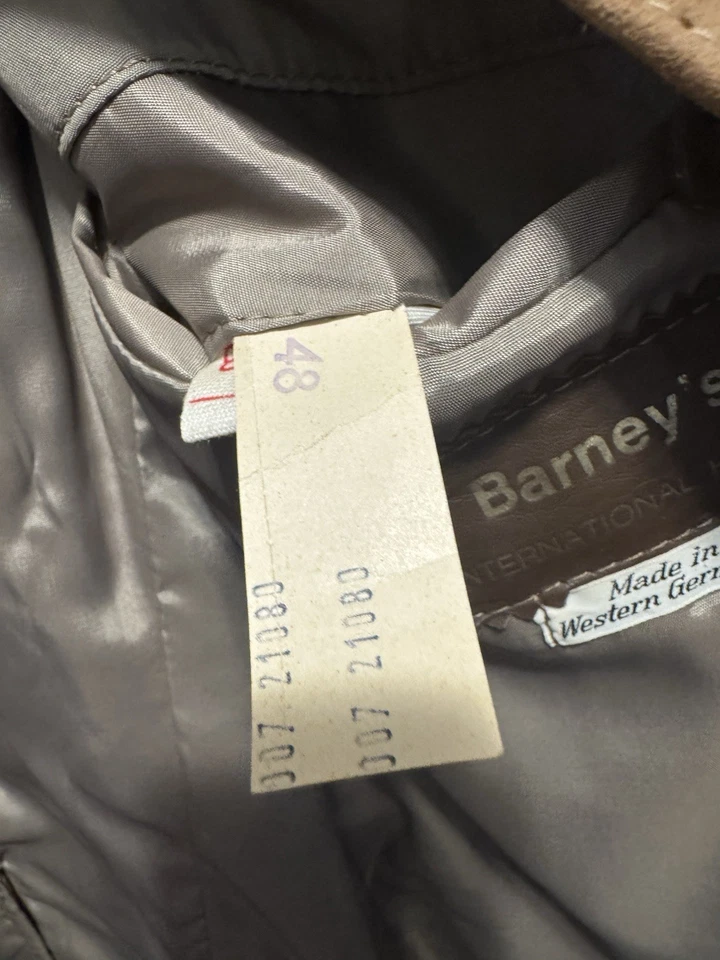 48
007 21080
007 21080
Barney's
INTERNATIONAL
Made in
Western